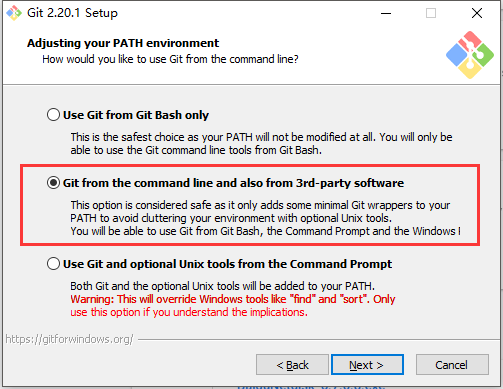 Git 2.20.1 Setup
Adjusting your PATH environment
How would you like to use Git from the command line?
Use Git from Git Bash only
This is the safest choice as your PATH will not be modified at all. You will only be
able to use the Git command line tools from Git Bash.
Git from the command line and also from 3rd-party software
This option is considered safe as it only adds some minimal Git wrappers to your
PATH to avoid cluttering your environment with optional Unix tools.
You will be able to use Git from Git Bash, the Command Prompt and the Windows
Use Git and optional Unix tools from the Command Prompt
Both Git and the optional Unix tools will be added to your PATH.
Warning: This will override Windows tools like "find" and "sort". Only
use this option if you understand the implications.
https://gitforwindows.org/
< Back
Next >
Cancel